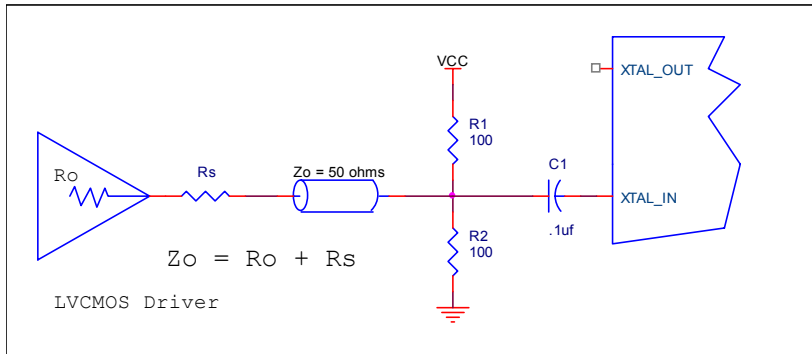 VCC
XTAL_OUT
R1
100
Ro
Rs
Zo = 50 ohms
C1
XTAL_IN
.1uf
R2
100
Zo = Ro + Rs
LVCMOS Driver